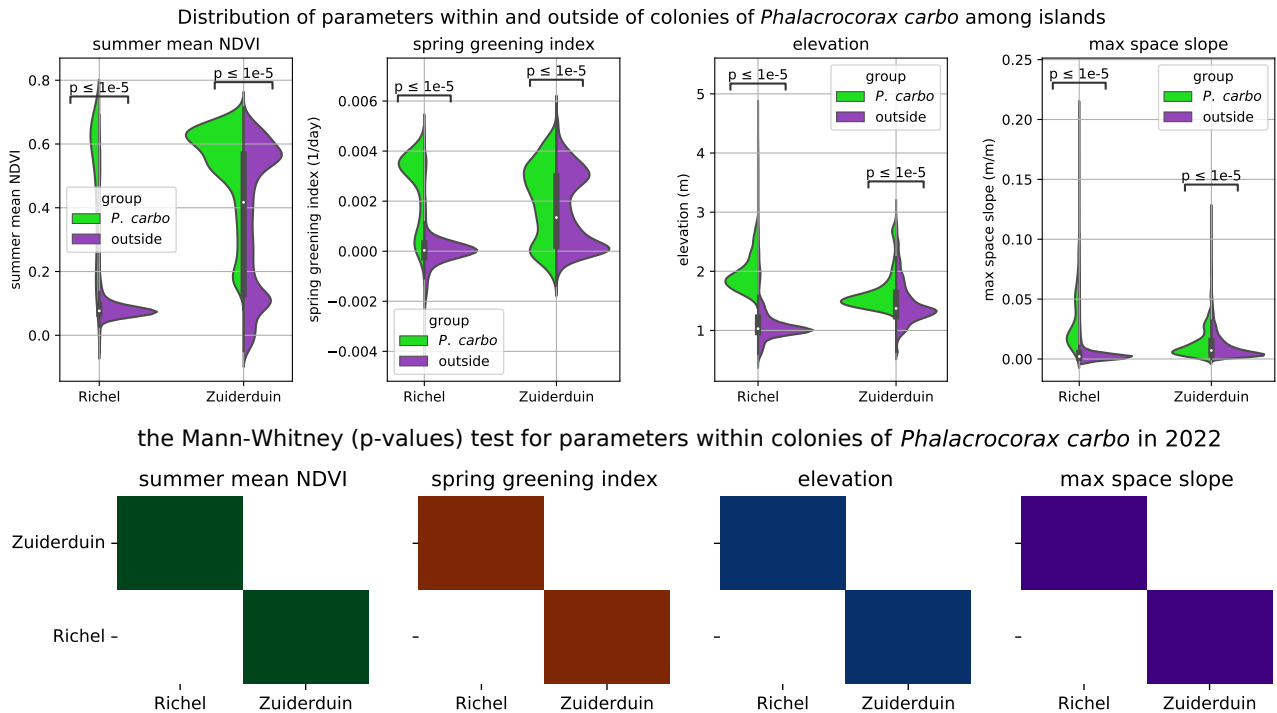 Distribution of parameters within and outside of colonies of Phalacrocorax carbo among islands
summer mean NDVI
spring greening index
elevation
max space slope
summer mean NDVI
0.8
0.6
0.4
0.2
0.0
p ≤ 1e-5
p ≤ 1e-5
group
P. carbo
outside
Richel
Zuiderduin
spring greening index (1/day)
0.006
0.004
0.002
0.000
−0.002
−0.004
p ≤ 1e-5
p ≤ 1e-5
group
P. carbo
outside
Richel
Zuiderduin
elevation (m)
5
4
3
2
1
p ≤ 1e-5
p ≤ 1e-5
group
P. carbo
outside
Richel
Zuiderduin
max space slope (m/m)
0.25
0.20
0.15
0.10
0.05
0.00
p ≤ 1e-5
p ≤ 1e-5
group
P. carbo
outside
Richel
Zuiderduin
the Mann-Whitney (p-values) test for parameters within colonies of Phalacrocorax carbo in 2022
summer mean NDVI
spring greening index
elevation
max space slope
Zuiderduin
Richel
Richel
Zuiderduin
Richel
Zuiderduin
Richel
Zuiderduin
Richel
Zuiderduin